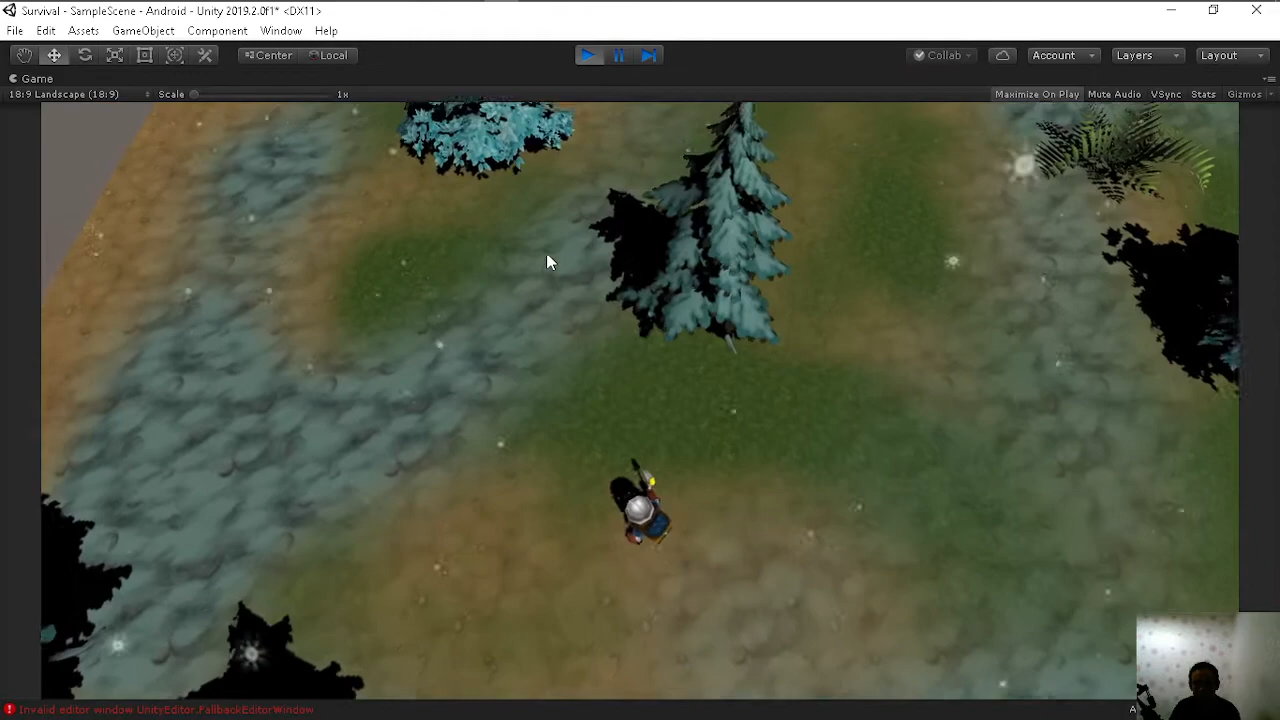 Survival - SampleScene - Android - Unity 2019.2.0f1* <DX11>
File Edit Assets GameObject Component Window Help
Center Local Collab Account Layers Layout
Game
18:9 Landscape (18:9) Scale 1x Maximize On Play Mute Audio VSync Stats Gizmos
Invalid editor window UnityEditor.FallbackEditorWindow
A